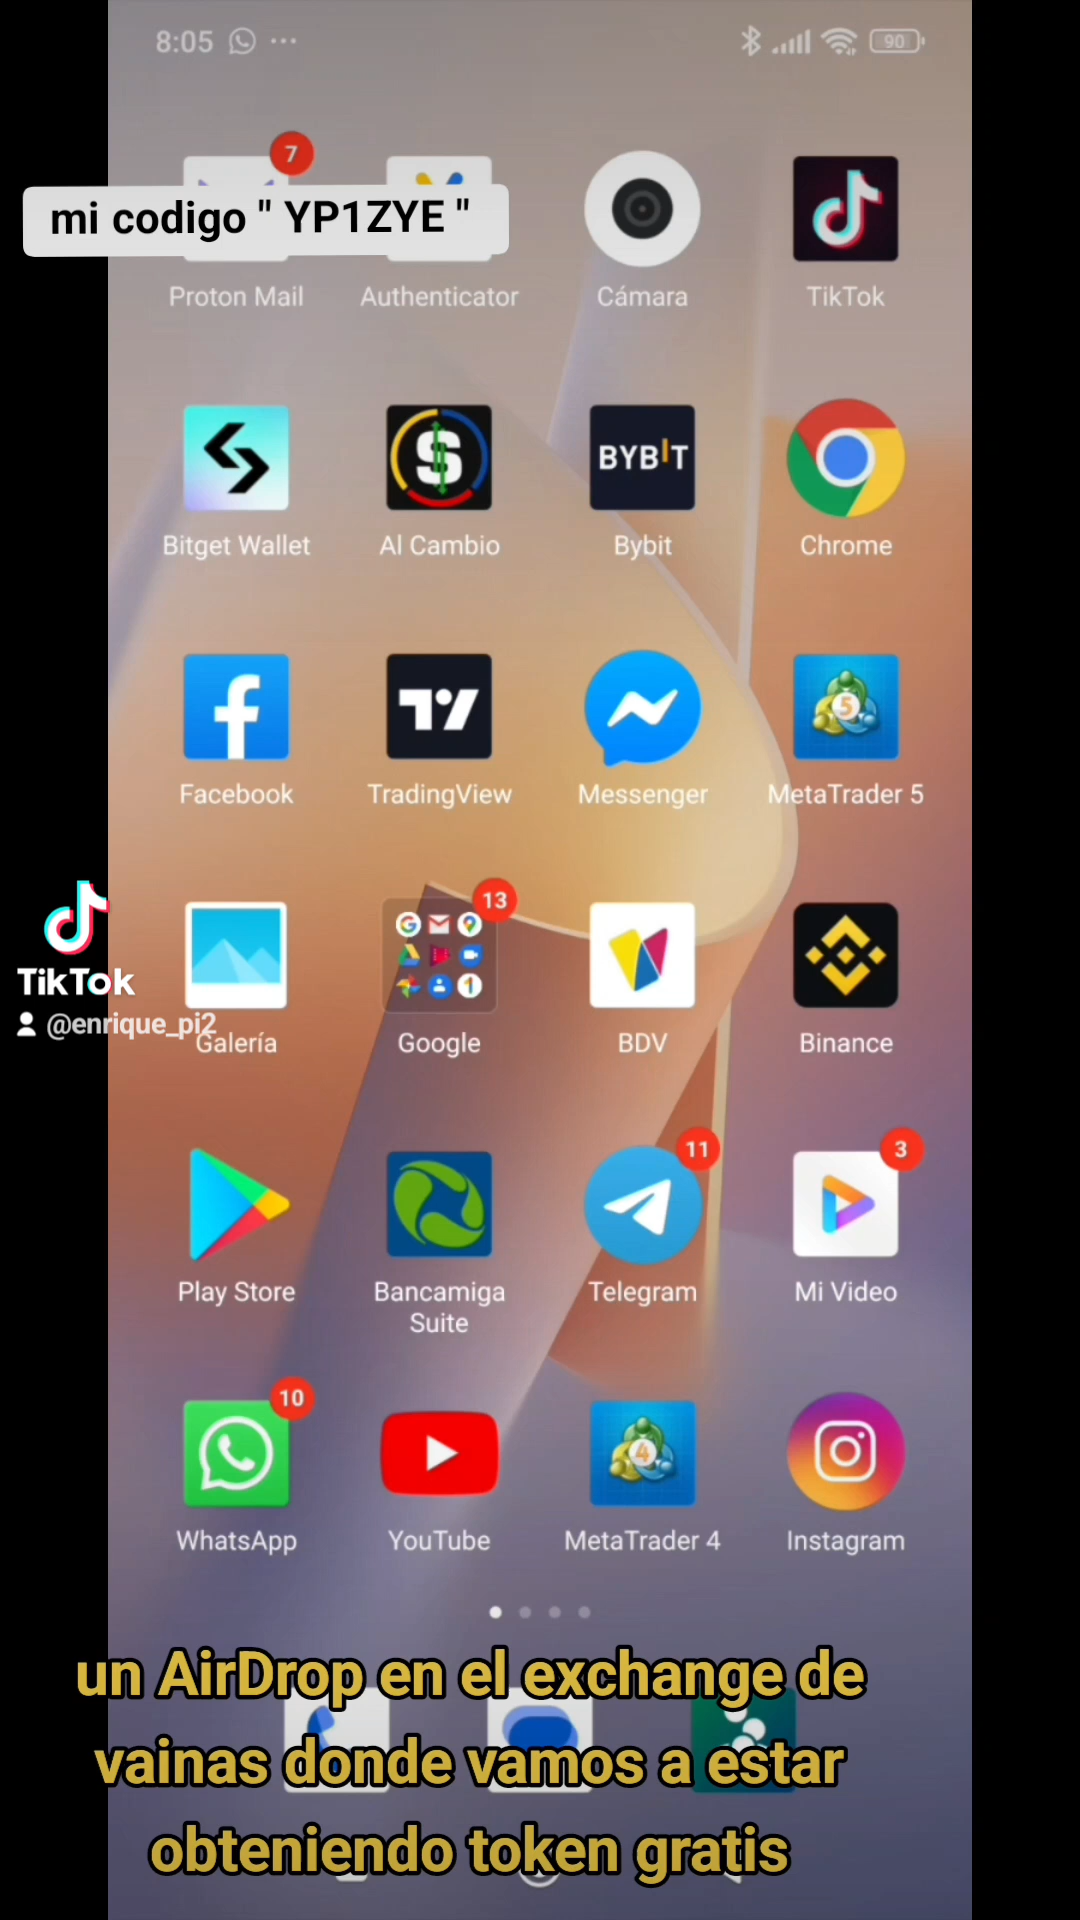 8:05
90
7
mi codigo " YP1ZYE "
Proton Mail
Authenticator
Cámara
TikTok
BYBIT
Bitget Wallet
Al Cambio
Bybit
Chrome
5
Facebook
TradingView
Messenger
MetaTrader 5
13
TikTok
@enrique_pi2
Galería
Google
BDV
Binance
11
3
Play Store
Bancamiga
Suite
Telegram
Mi Video
10
4
WhatsApp
YouTube
MetaTrader 4
Instagram
un AirDrop en el exchange de
vainas donde vamos a estar
obteniendo token gratis